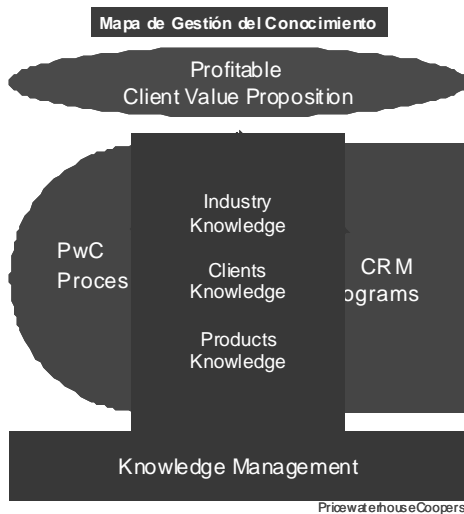 Mapa de Gestión del Conocimiento
Profitable
Client Value Proposition
Industry
Knowledge
PwC
Proces
Clients
Knowledge
CRM
ograms
Products
Knowledge
Knowledge Management
PricewaterhouseCoopers